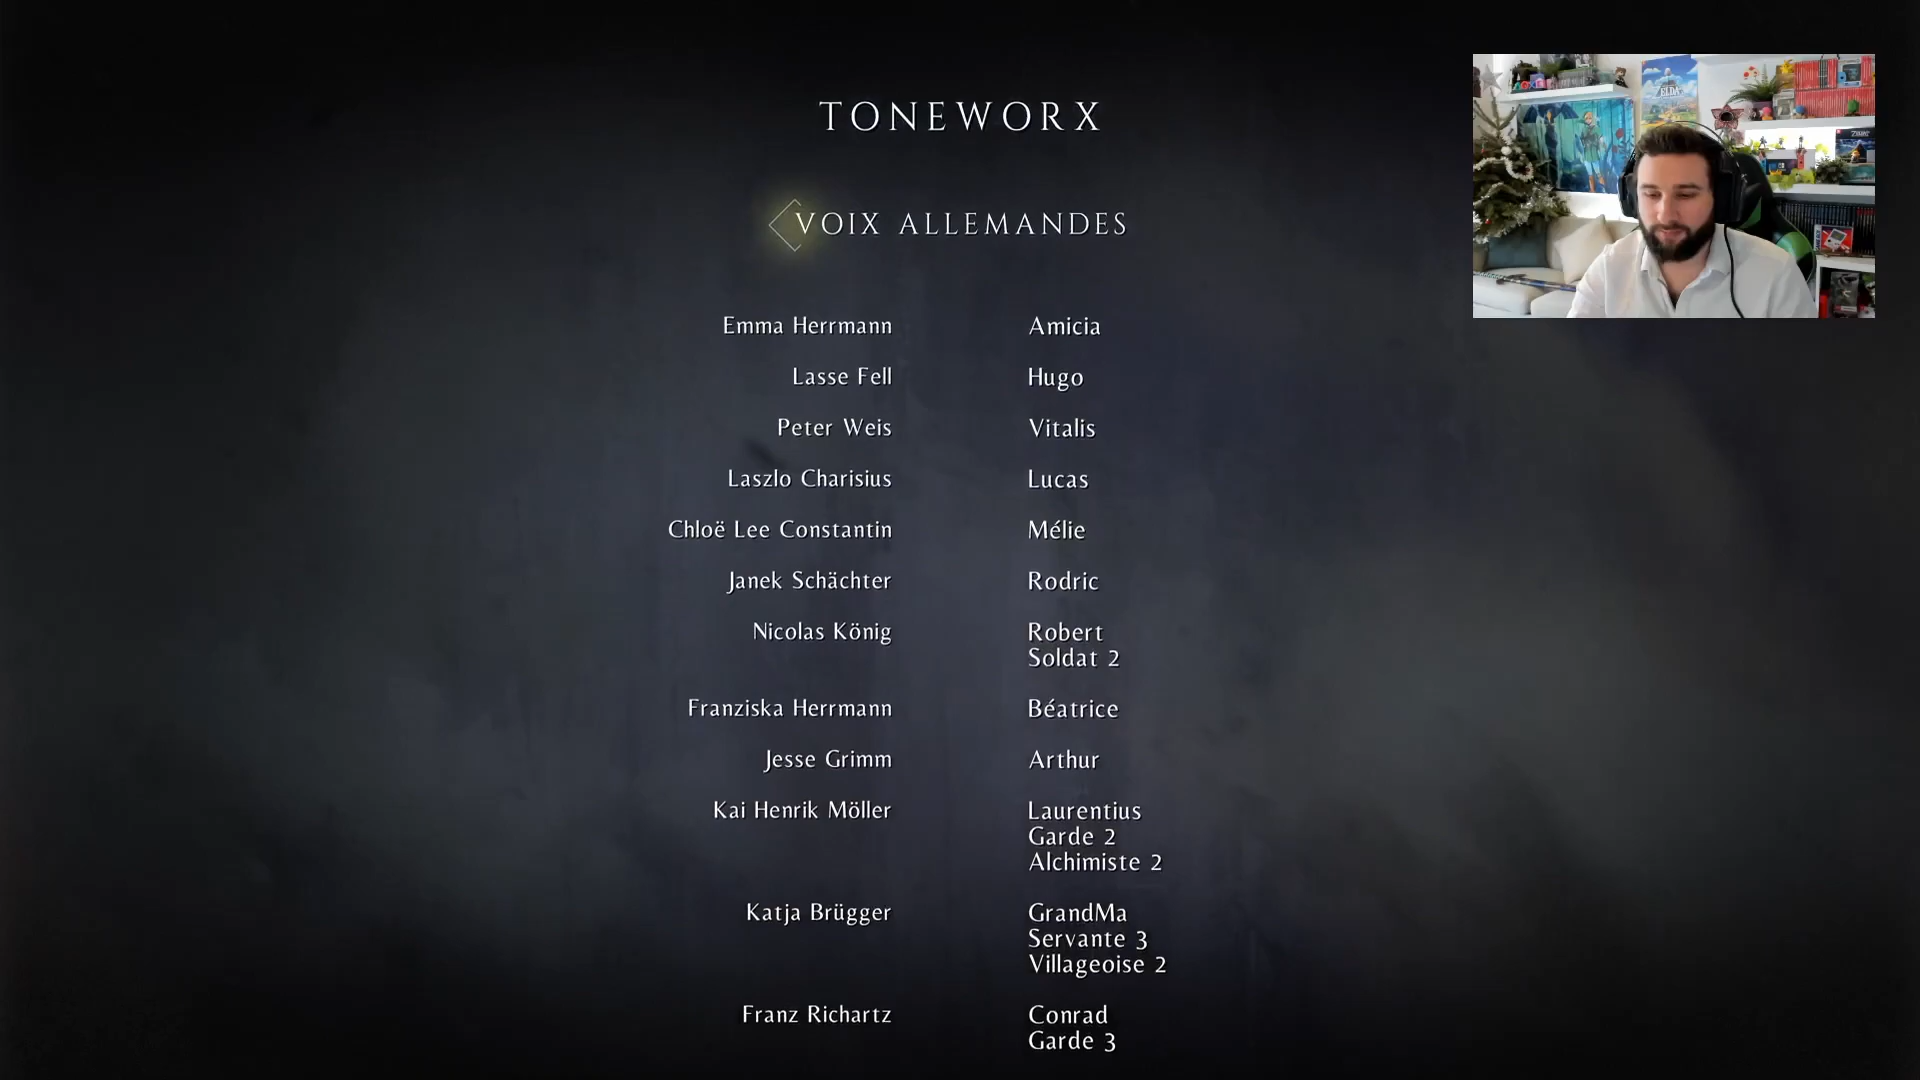 TONEWORX
VOIX ALLEMANDES
Emma Herrmann Amicia
Lasse Fell Hugo
Peter Weis Vitalis
Laszlo Charisius Lucas
Chloë Lee Constantin Mélie
Janek Schächter Rodric
Nicolas König Robert
Soldat 2
Franziska Herrmann Béatrice
Jesse Grimm Arthur
Kai Henrik Möller Laurentius
Garde 2
Alchimiste 2
Katja Brügger GrandMa
Servante 3
Villageoise 2
Franz Richartz Conrad
Garde 3
ZELDA